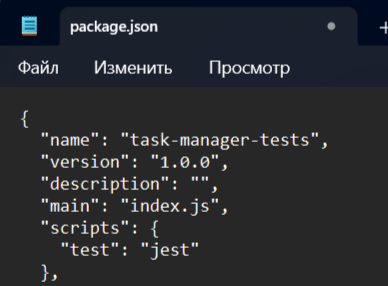 package.json
Файл Изменить Просмотр
{
"name": "task-manager-tests",
"version": "1.0.0",
"description": "",
"main": "index.js",
"scripts": {
"test": "jest"
},